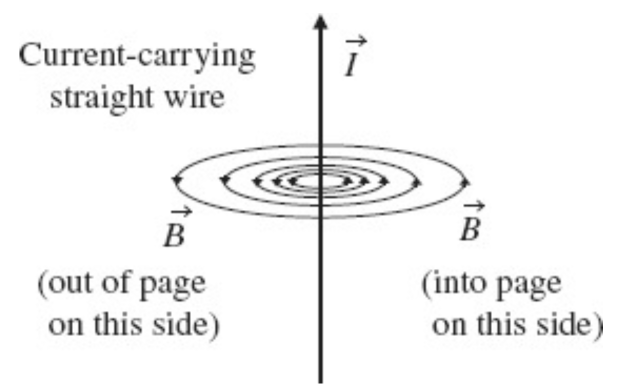 Current-carrying
straight wire
I⃗
B⃗
B⃗
(out of page
on this side)
(into page
on this side)